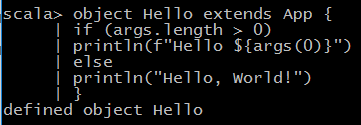 scala> object Hello extends App {
     | if (args.length > 0)
     | println(f"Hello ${args(0)}")
     | else
     | println("Hello, World!")
     | }
defined object Hello